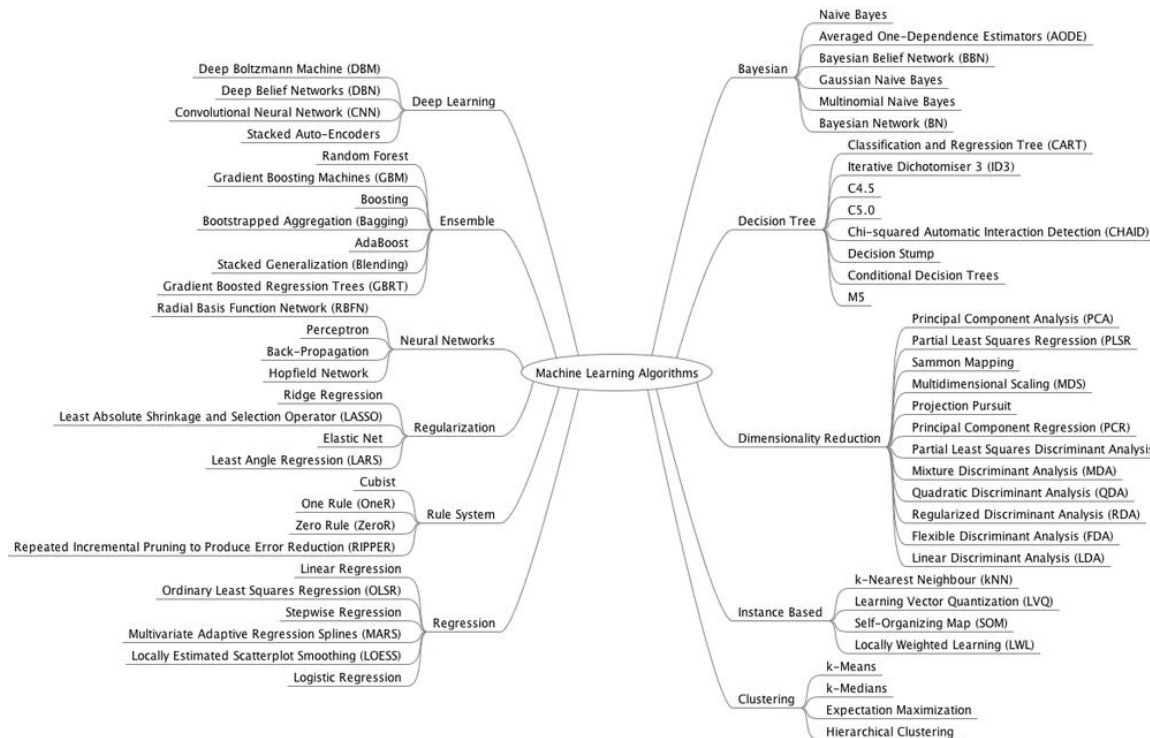 Machine Learning Algorithms
Deep Learning
Deep Boltzmann Machine (DBM)
Deep Belief Networks (DBN)
Convolutional Neural Network (CNN)
Stacked Auto-Encoders
Ensemble
Random Forest
Gradient Boosting Machines (GBM)
Boosting
Bootstrapped Aggregation (Bagging)
AdaBoost
Stacked Generalization (Blending)
Gradient Boosted Regression Trees (GBRT)
Neural Networks
Radial Basis Function Network (RBFN)
Perceptron
Back-Propagation
Hopfield Network
Regularization
Ridge Regression
Least Absolute Shrinkage and Selection Operator (LASSO)
Elastic Net
Least Angle Regression (LARS)
Rule System
Cubist
One Rule (OneR)
Zero Rule (ZeroR)
Repeated Incremental Pruning to Produce Error Reduction (RIPPER)
Regression
Linear Regression
Ordinary Least Squares Regression (OLSR)
Stepwise Regression
Multivariate Adaptive Regression Splines (MARS)
Locally Estimated Scatterplot Smoothing (LOESS)
Logistic Regression
Bayesian
Naive Bayes
Averaged One-Dependence Estimators (AODE)
Bayesian Belief Network (BBN)
Gaussian Naive Bayes
Multinomial Naive Bayes
Bayesian Network (BN)
Decision Tree
Classification and Regression Tree (CART)
Iterative Dichotomiser 3 (ID3)
C4.5
C5.0
Chi-squared Automatic Interaction Detection (CHAID)
Decision Stump
Conditional Decision Trees
M5
Dimensionality Reduction
Principal Component Analysis (PCA)
Partial Least Squares Regression (PLSR
Sammon Mapping
Multidimensional Scaling (MDS)
Projection Pursuit
Principal Component Regression (PCR)
Partial Least Squares Discriminant Analysis
Mixture Discriminant Analysis (MDA)
Quadratic Discriminant Analysis (QDA)
Regularized Discriminant Analysis (RDA)
Flexible Discriminant Analysis (FDA)
Linear Discriminant Analysis (LDA)
Instance Based
k-Nearest Neighbour (kNN)
Learning Vector Quantization (LVQ)
Self-Organizing Map (SOM)
Locally Weighted Learning (LWL)
Clustering
k-Means
k-Medians
Expectation Maximization
Hierarchical Clustering